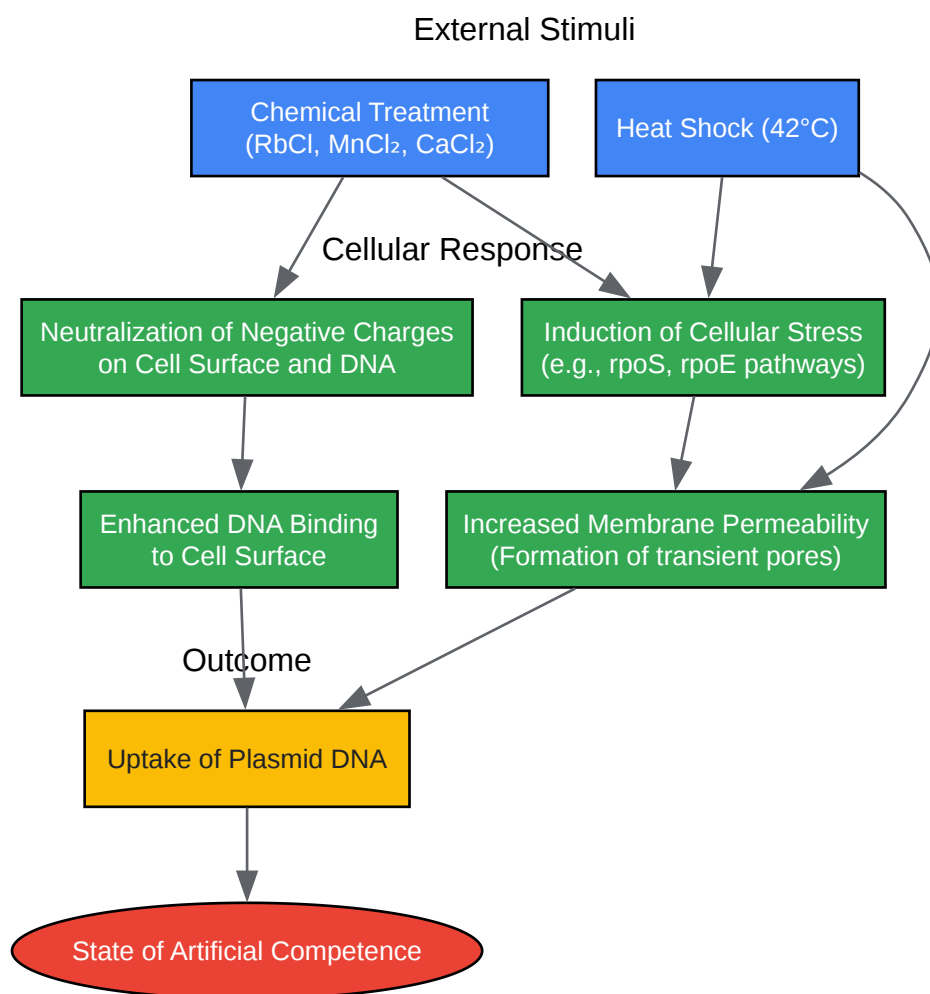 External Stimuli
Chemical Treatment
(RbCl, MnCl₂, CaCl₂)
Heat Shock (42°C)
Cellular Response
Neutralization of Negative Charges
on Cell Surface and DNA
Induction of Cellular Stress
(e.g., rpoS, rpoE pathways)
Enhanced DNA Binding
to Cell Surface
Increased Membrane Permeability
(Formation of transient pores)
Outcome
Uptake of Plasmid DNA
State of Artificial Competence